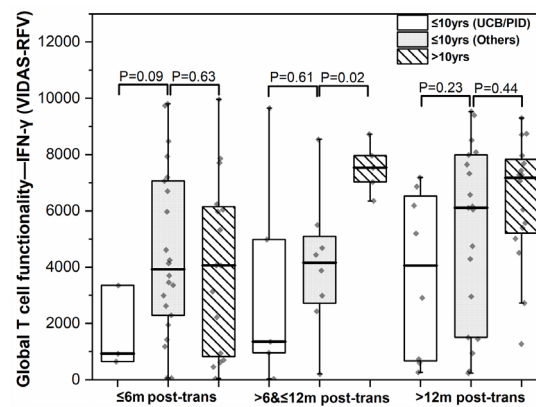 Global T cell functionality—IFN-γ (VIDAS-RFV)
≤10yrs (UCB/PID)
≤10yrs (Others)
>10yrs
12000
10000
8000
6000
4000
2000
0
P=0.09 P=0.63 P=0.61 P=0.02 P=0.23 P=0.44
≤6m post-trans >6&≤12m post-trans >12m post-trans